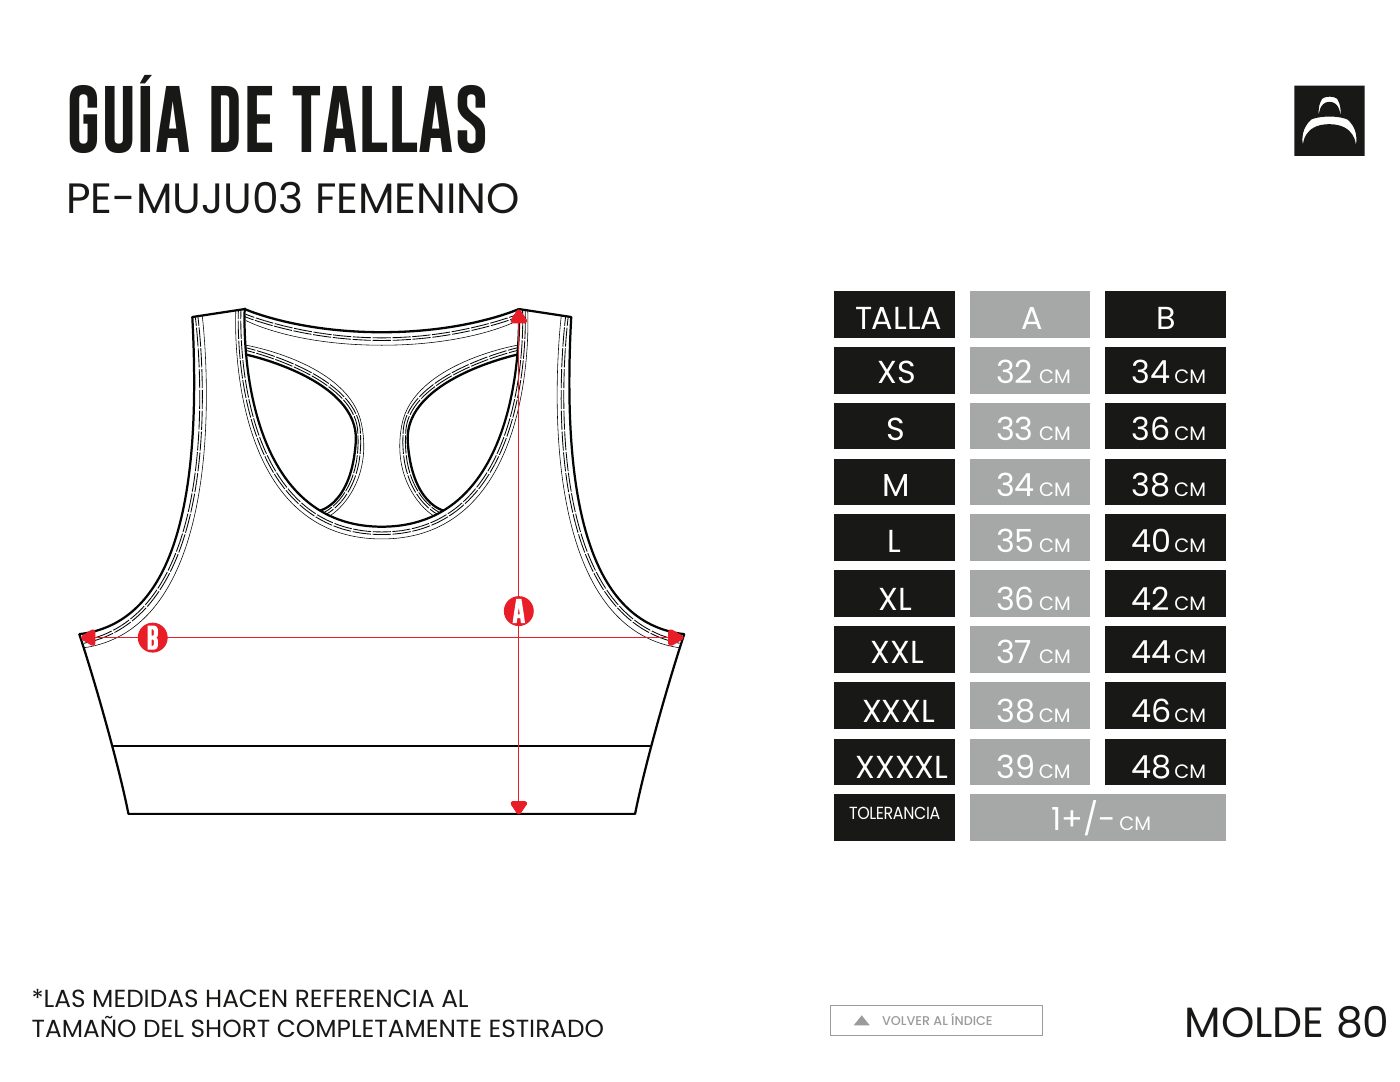 GUÍA DE TALLAS
PE-MUJU03 FEMENINO
A
B
TALLA A B
XS 32 CM 34 CM
S 33 CM 36 CM
M 34 CM 38 CM
L 35 CM 40 CM
XL 36 CM 42 CM
XXL 37 CM 44 CM
XXXL 38 CM 46 CM
XXXXL 39 CM 48 CM
TOLERANCIA 1+/- CM
*LAS MEDIDAS HACEN REFERENCIA AL
TAMAÑO DEL SHORT COMPLETAMENTE ESTIRADO
VOLVER AL ÍNDICE
MOLDE 80